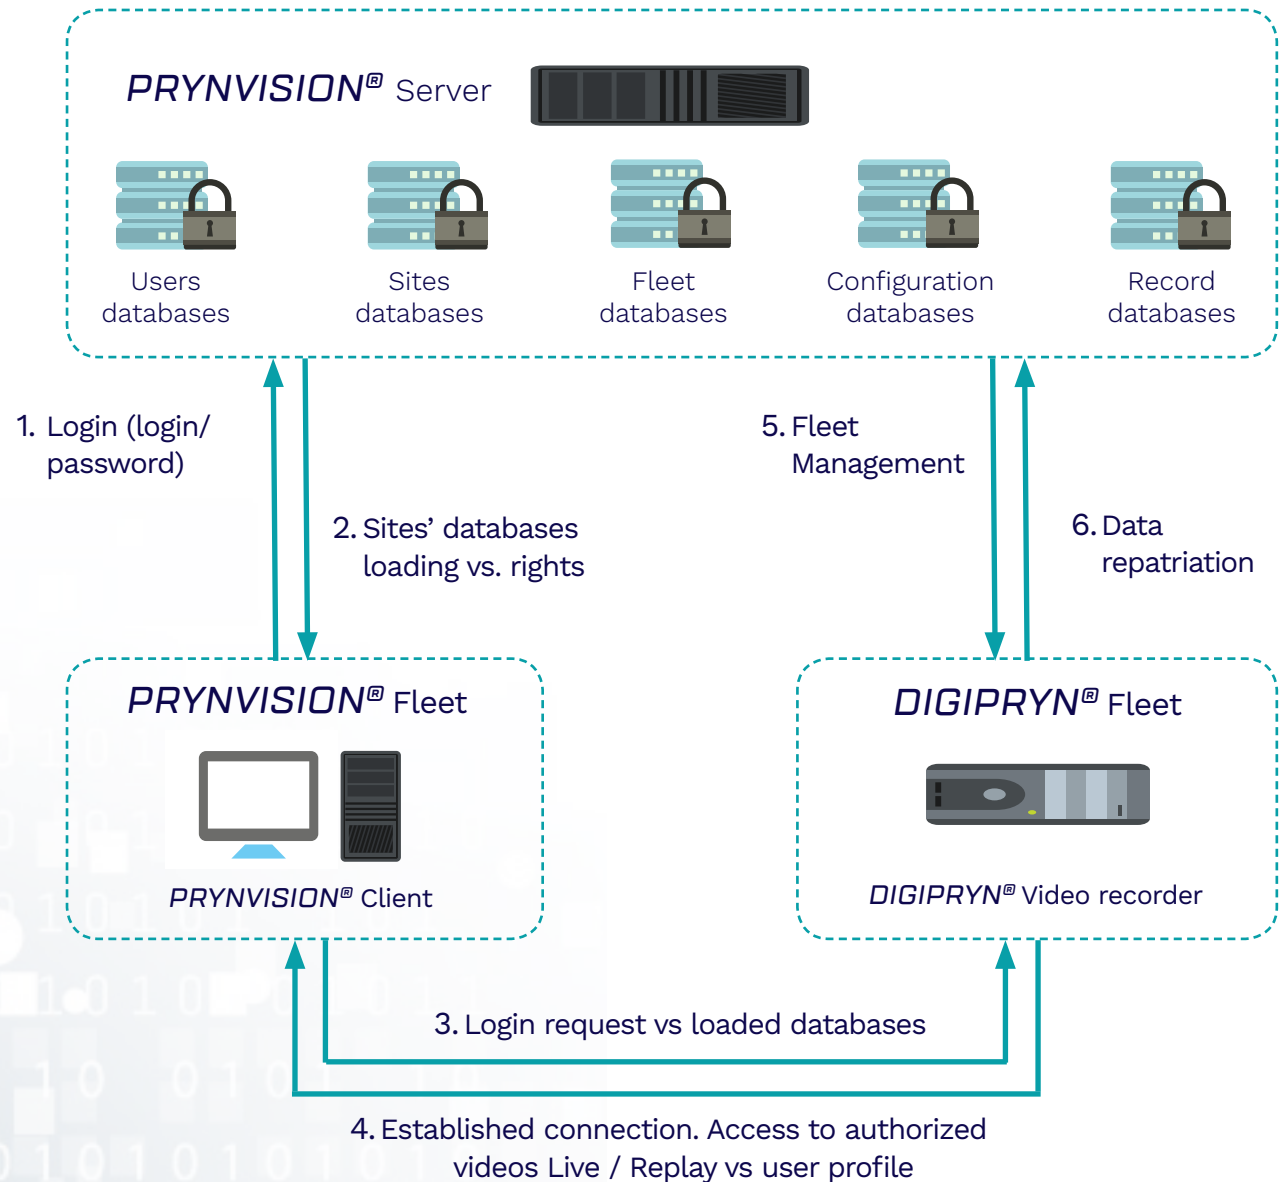 PRYNVISION® Server
Users
databases
Sites
databases
Fleet
databases
Configuration
databases
Record
databases
1. Login (login/
password)
2. Sites’ databases
loading vs. rights
5. Fleet
Management
6. Data
repatriation
PRYNVISION® Fleet
PRYNVISION® Client
DIGIPRYN® Fleet
DIGIPRYN® Video recorder
3. Login request vs loaded databases
4. Established connection. Access to authorized
videos Live / Replay vs user profile